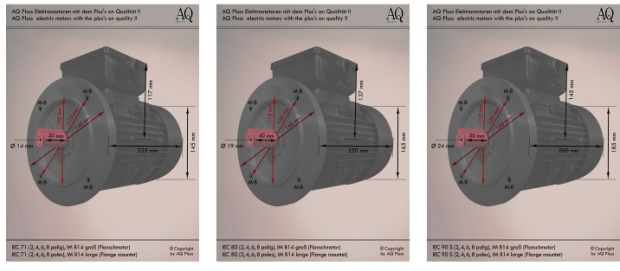 AQ Pluss Elektromotoren mit dem Plus's an Qualität !!
AQ Pluss electric motors with the plus's on quality !!
AQ
M 8
M 8
117 mm
30 mm
Ø 14 mm
225 mm
145 mm
M 8
M 8
IEC 71 (2, 4, 6, 8 polig), IM B14 groß (Flanschmotor)
IEC 71 (2, 4, 6, 8 poles), IM B14 large (Flange mounted)
© Copyright
by AQ Pluss
AQ Pluss Elektromotoren mit dem Plus's an Qualität !!
AQ Pluss electric motors with the plus's on quality !!
AQ
M 8
M 8
137 mm
40 mm
Ø 19 mm
250 mm
165 mm
M 8
M 8
IEC 80 (2, 4, 6, 8 polig), IM B14 groß (Flanschmotor)
IEC 80 (2, 4, 6, 8 poles), IM B14 large (Flange mounted)
© Copyright
by AQ Pluss
AQ Pluss Elektromotoren mit dem Plus's an Qualität !!
AQ Pluss electric motors with the plus's on quality !!
AQ
M 8
M 8
145 mm
50 mm
Ø 24 mm
260 mm
185 mm
M 8
M 8
IEC 90 S (2, 4, 6, 8 polig), IM B14 groß (Flanschmotor)
IEC 90 S (2, 4, 6, 8 poles), IM B14 large (Flange mounted)
© Copyright
by AQ Pluss